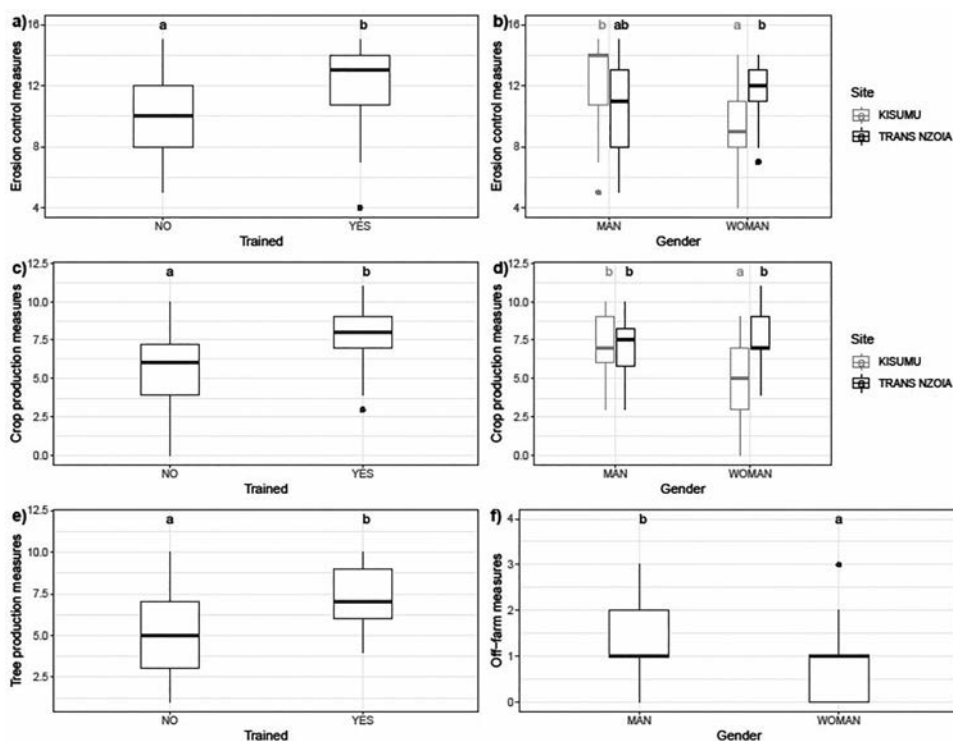 a)
Erosion control measures
16
12
8
4
a
b
NO
YES
Trained
b)
Erosion control measures
16
12
8
4
b
ab
a
b
MAN
WOMAN
Gender
Site
KISUMU
TRANS NZOIA
c)
Crop production measures
12.5
10.0
7.5
5.0
2.5
0.0
a
b
NO
YES
Trained
d)
Crop production measures
12.5
10.0
7.5
5.0
2.5
0.0
b
b
a
b
MAN
WOMAN
Gender
Site
KISUMU
TRANS NZOIA
e)
Tree production measures
12.5
10.0
7.5
5.0
2.5
a
b
NO
YES
Trained
f)
Off-farm measures
4
3
2
1
0
b
a
MAN
WOMAN
Gender